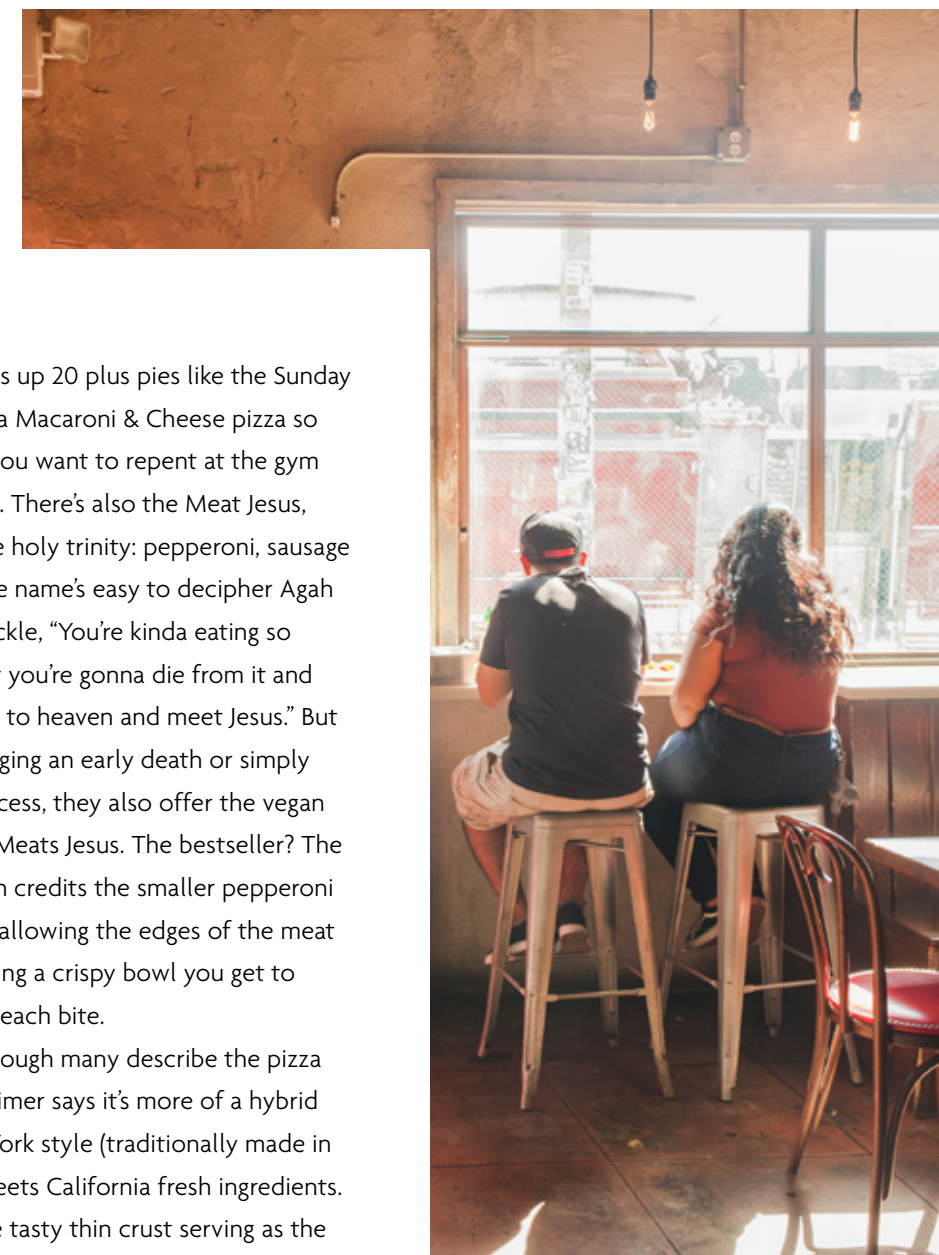 s up 20 plus pies like the Sunday
a Macaroni & Cheese pizza so
ou want to repent at the gym
. There’s also the Meat Jesus,
e holy trinity: pepperoni, sausage
e name’s easy to decipher Agah
ckle, “You’re kinda eating so
you’re gonna die from it and
to heaven and meet Jesus.” But
ging an early death or simply
cess, they also offer the vegan
Meats Jesus. The bestseller? The
n credits the smaller pepperoni
allowing the edges of the meat
ng a crispy bowl you get to
each bite.
ough many describe the pizza
imer says it’s more of a hybrid
ork style (traditionally made in
eets California fresh ingredients.
e tasty thin crust serving as the